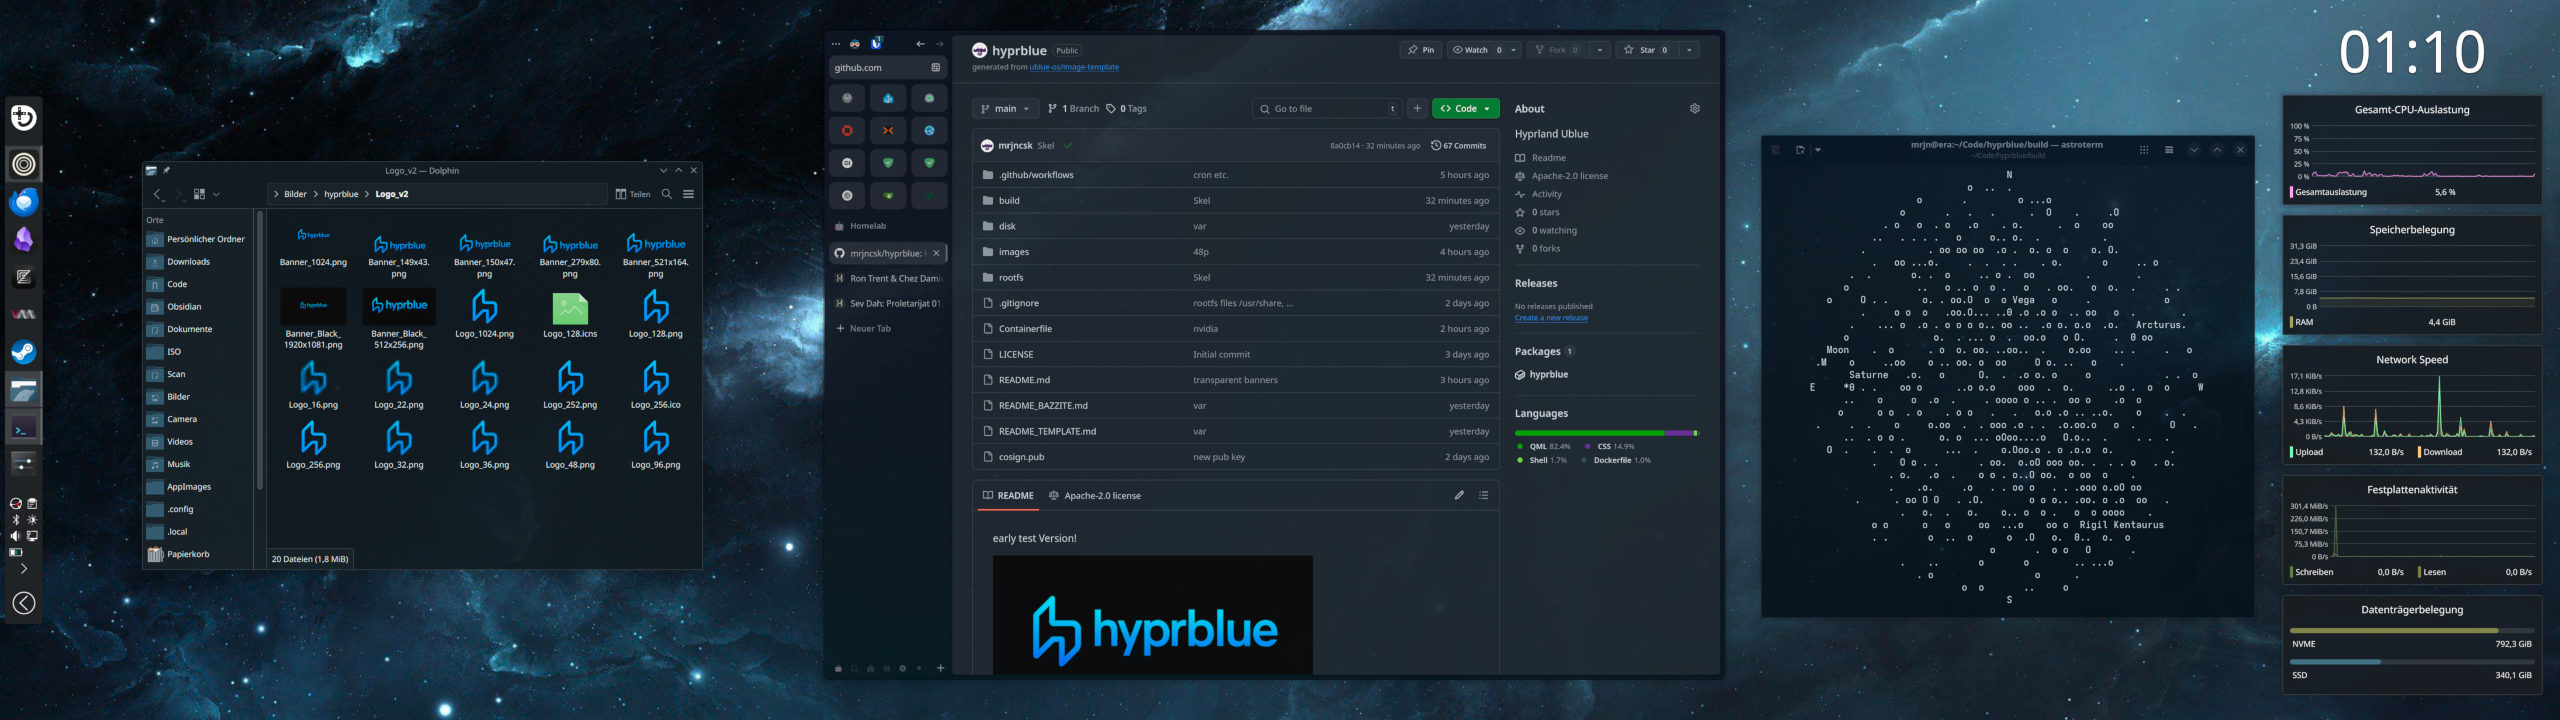 Logo_v2 — Dolphin
Bilder
hyprblue
Logo_v2
Teilen
Orte
Persönlicher Ordner
Downloads
Code
Obsidian
Dokumente
ISO
Scan
Bilder
Camera
Videos
Musik
AppImages
.config
.local
Papierkorb
Banner_1024.png
Banner_149x43.
png
Banner_150x47.
png
Banner_279x80.
png
Banner_521x164.
png
Banner_Black_
1920x1081.png
Banner_Black_
512x256.png
Logo_1024.png
Logo_128.icns
Logo_128.png
Logo_16.png
Logo_22.png
Logo_24.png
Logo_252.png
Logo_256.ico
Logo_256.png
Logo_32.png
Logo_36.png
Logo_48.png
Logo_96.png
20 Dateien (1,8 MiB)
github.com
Homelab
mrjncsk/hyprblue:
Ron Trent & Chez Dami
Sev Dah: Proletarijat 01
Neuer Tab
hyprblue Public
generated from ublue-os/image-template
Pin
Watch 0
Fork 0
Star 0
main
1 Branch
0 Tags
Go to file t
Code
mrjncsk Skel
8a0cb14 · 32 minutes ago
67 Commits
.github/workflows cron etc. 5 hours ago
build Skel 32 minutes ago
disk var yesterday
images 48p 4 hours ago
rootfs Skel 32 minutes ago
.gitignore rootfs files /usr/share, ... 2 days ago
Containerfile nvidia 2 hours ago
LICENSE Initial commit 3 days ago
README.md transparent banners 3 hours ago
README_BAZZITE.md var yesterday
README_TEMPLATE.md var yesterday
cosign.pub new pub key 2 days ago
README
Apache-2.0 license
early test Version!
hyprblue
About
Hyprland Ublue
Readme
Apache-2.0 license
Activity
0 stars
0 watching
0 forks
Releases
No releases published
Create a new release
Packages 1
hyprblue
Languages
QML 82.4% CSS 14.9%
Shell 1.7% Dockerfile 1.0%
mrjn@era:~/Code/hyprblue/build — astroterm
~/Code/hyprblue/build
N
Vega
Arcturus
Moon
Saturne
E
W
Rigil Kentaurus
S
01:10
Gesamt-CPU-Auslastung
100 %
75 %
50 %
25 %
0 %
Gesamtauslastung 5,6 %
Speicherbelegung
31,3 GiB
23,4 GiB
15,6 GiB
7,8 GiB
0 B
RAM 4,4 GiB
Network Speed
17,1 KiB/s
12,8 KiB/s
8,6 KiB/s
4,3 KiB/s
0 B/s
Upload 132,0 B/s Download 132,0 B/s
Festplattenaktivität
301,4 MiB/s
226,0 MiB/s
150,7 MiB/s
75,3 MiB/s
0 B/s
Schreiben 0,0 B/s Lesen 0,0 B/s
Datenträgerbelegung
NVME 792,3 GiB
SSD 340,1 GiB